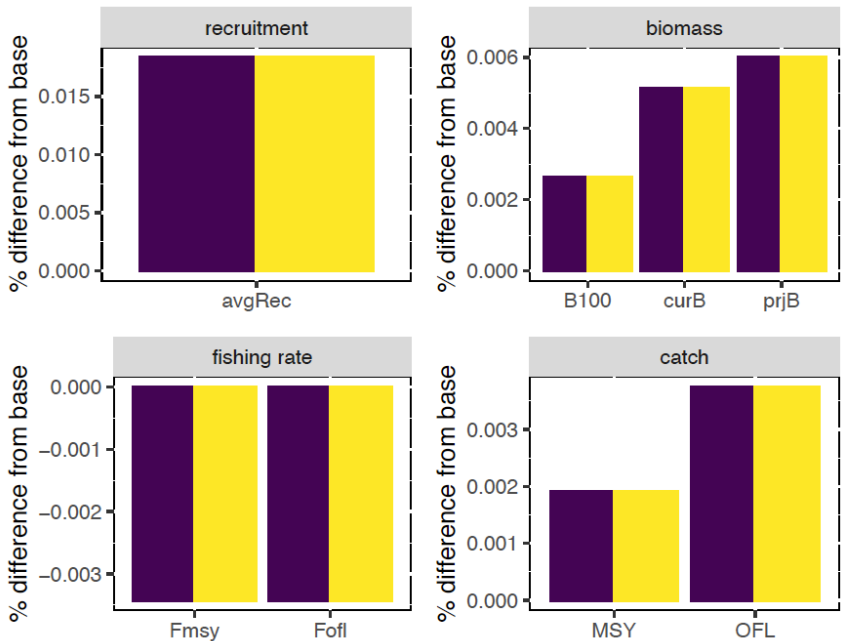 recruitment
% difference from base
0.015
0.010
0.005
0.000
avgRec
biomass
% difference from base
0.006
0.004
0.002
0.000
B100 curB prjB
fishing rate
% difference from base
0.000
−0.001
−0.002
−0.003
Fmsy Fofl
catch
% difference from base
0.003
0.002
0.001
0.000
MSY OFL